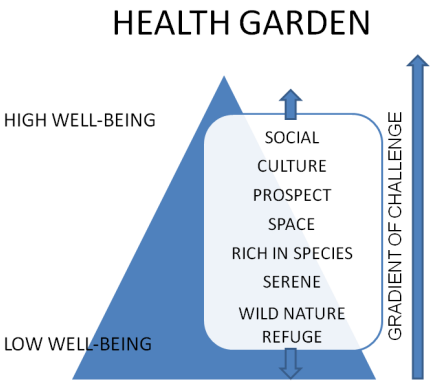 HEALTH GARDEN
HIGH WELL-BEING
SOCIAL
CULTURE
PROSPECT
SPACE
RICH IN SPECIES
SERENE
WILD NATURE
REFUGE
LOW WELL-BEING
GRADIENT OF CHALLENGE